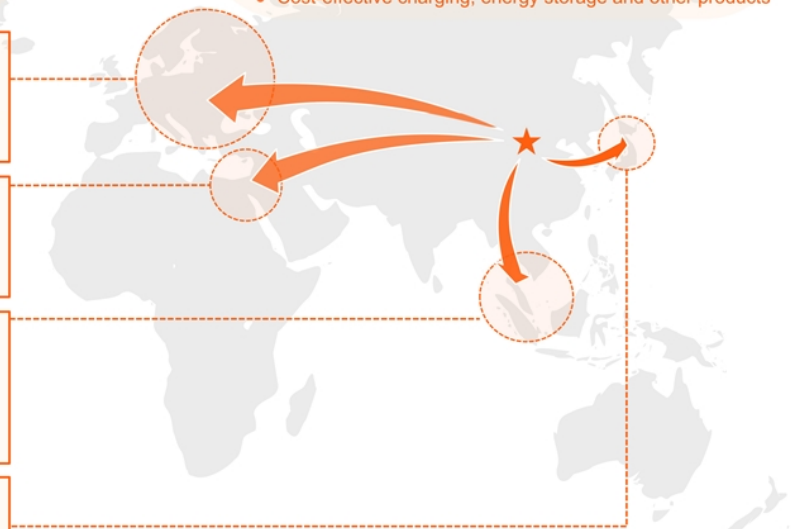 • Cost-effective charging, energy storage and other products